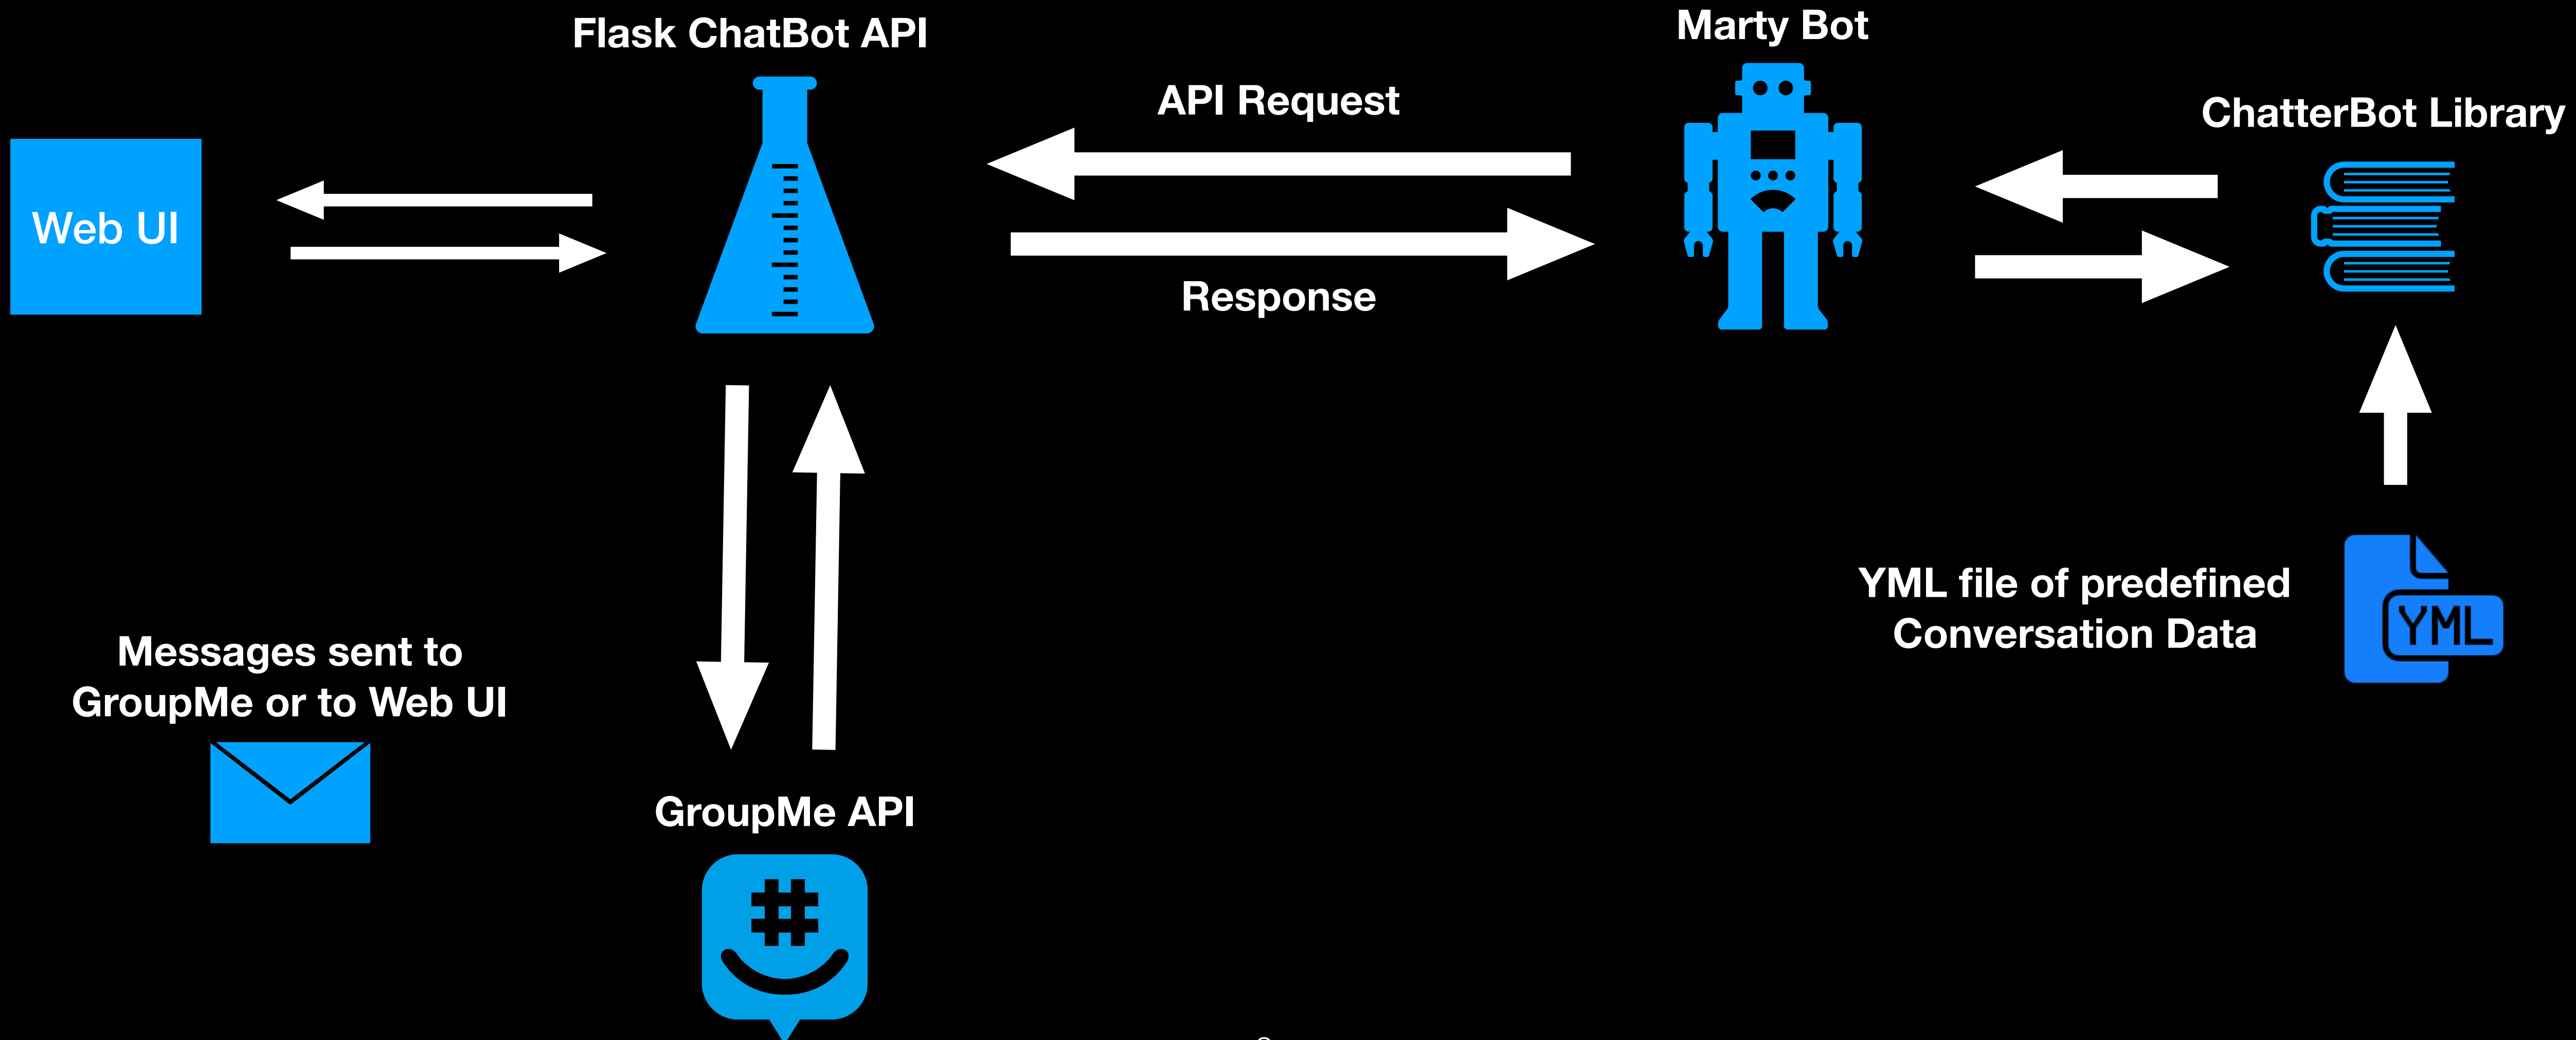 Flask ChatBot API
Marty Bot
API Request
ChatterBot Library
Web UI
Response
YML file of predefined
Conversation Data
YML
Messages sent to
GroupMe or to Web UI
GroupMe API
#